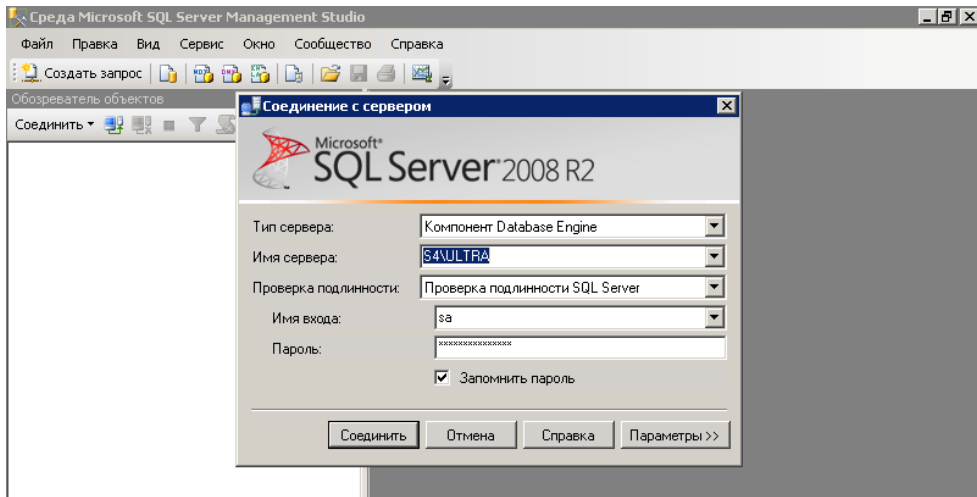 Среда Microsoft SQL Server Management Studio
Файл Правка Вид Сервис Окно Сообщество Справка
Создать запрос
Обозреватель объектов
Соединить
Соединение с сервером
Microsoft®
SQL Server® 2008 R2
Тип сервера: Компонент Database Engine
Имя сервера: S4\ULTRA
Проверка подлинности: Проверка подлинности SQL Server
Имя входа: sa
Пароль: ×××××××××××××××
Запомнить пароль
Соединить Отмена Справка Параметры >>